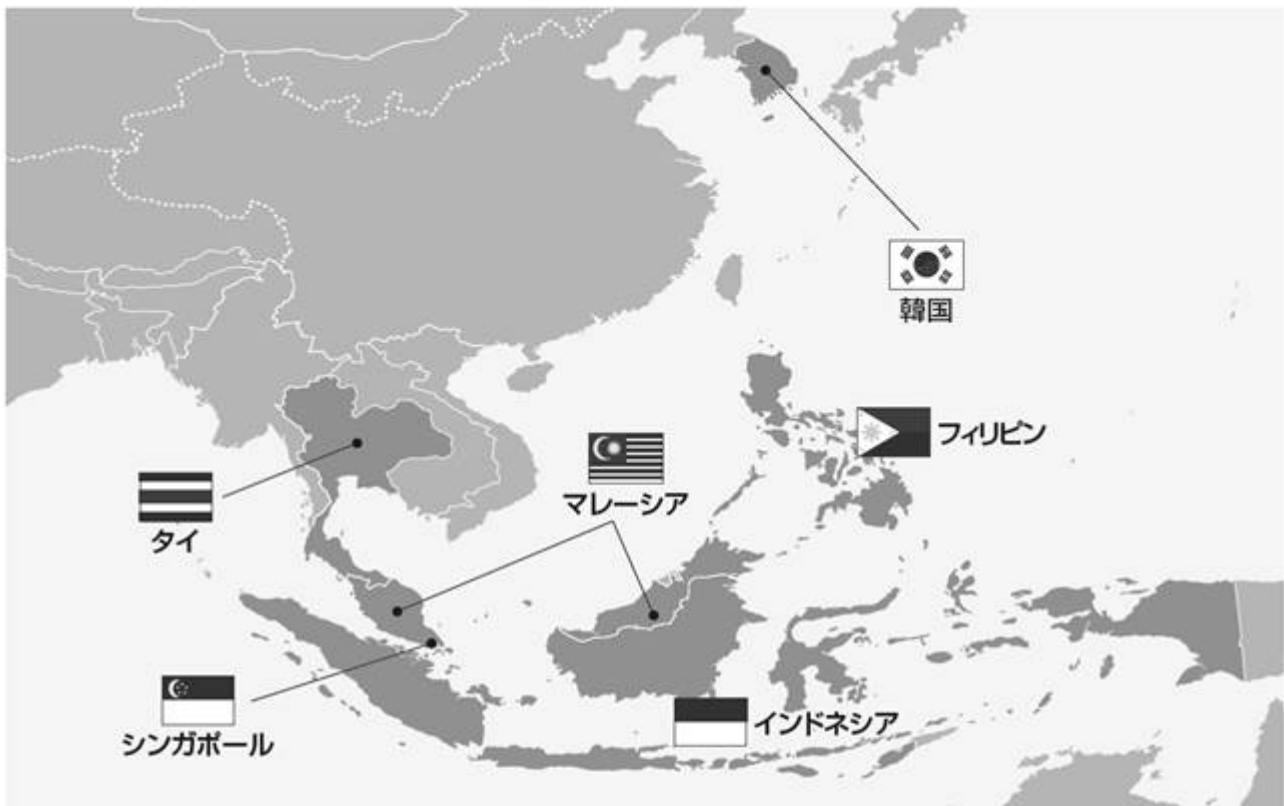 韓国
フィリピン
マレーシア
タイ
シンガポール
インドネシア